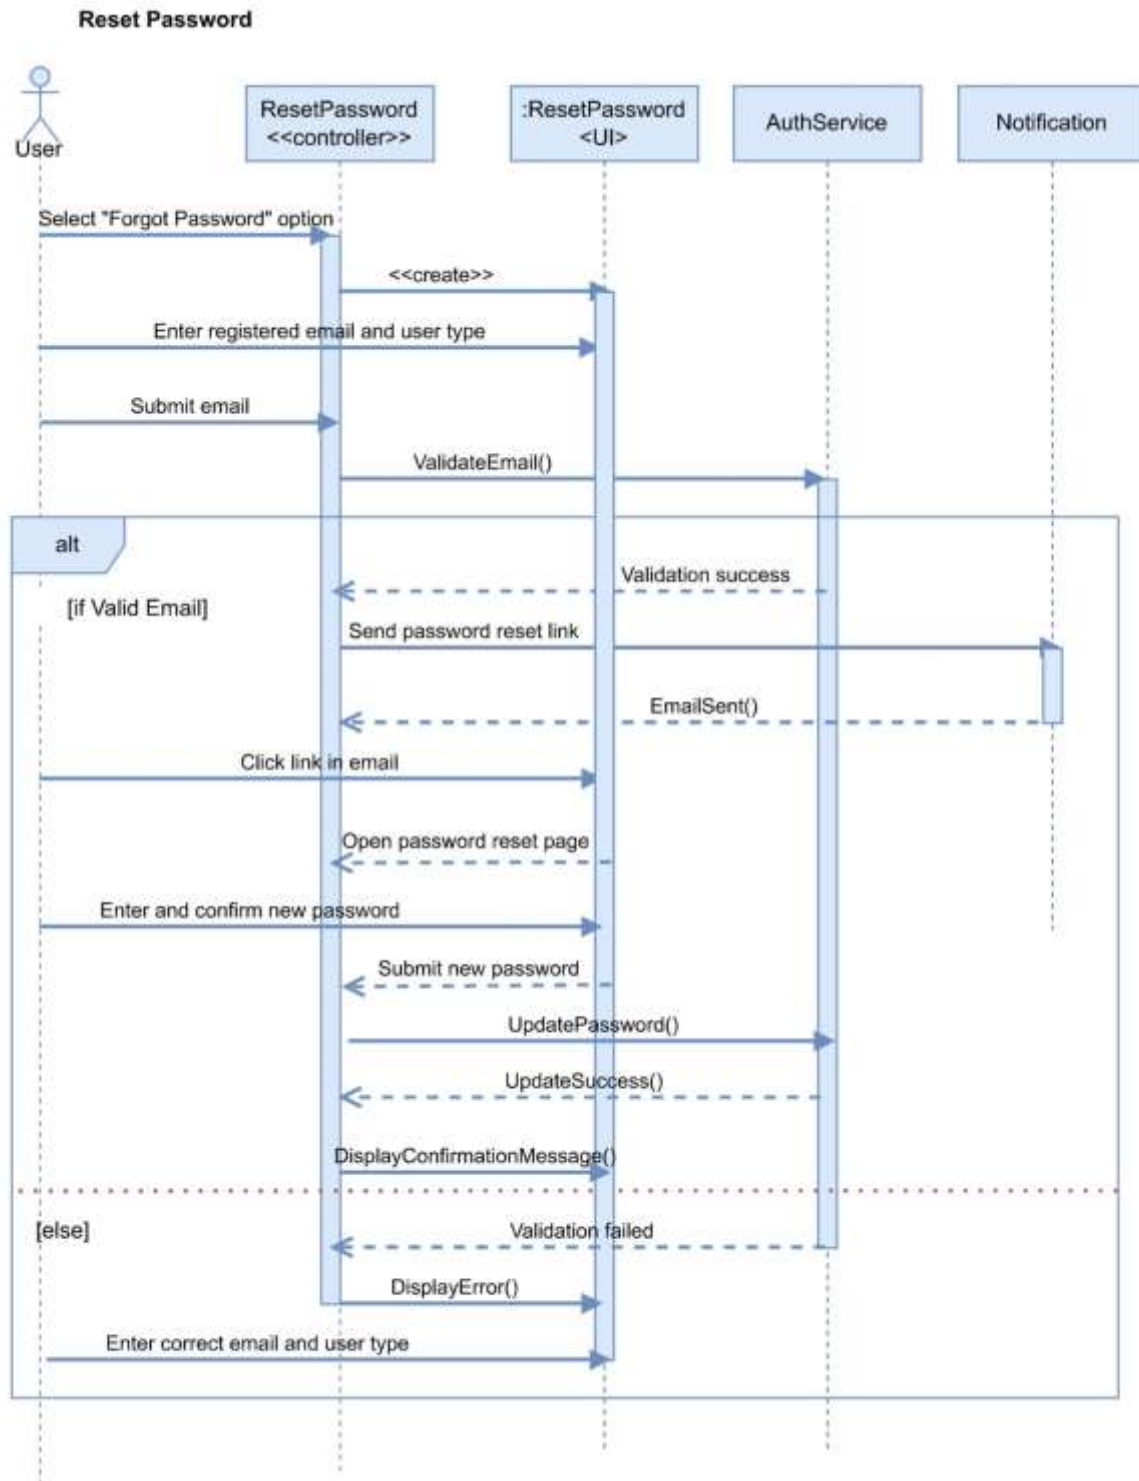 Reset Password
User
ResetPassword
<<controller>>
:ResetPassword
<UI>
AuthService
Notification
Select "Forgot Password" option
<<create>>
Enter registered email and user type
Submit email
ValidateEmail()
alt
Validation success
[if Valid Email]
Send password reset link
EmailSent()
Click link in email
Open password reset page
Enter and confirm new password
Submit new password
UpdatePassword()
UpdateSuccess()
DisplayConfirmationMessage()
[else]
Validation failed
DisplayError()
Enter correct email and user type